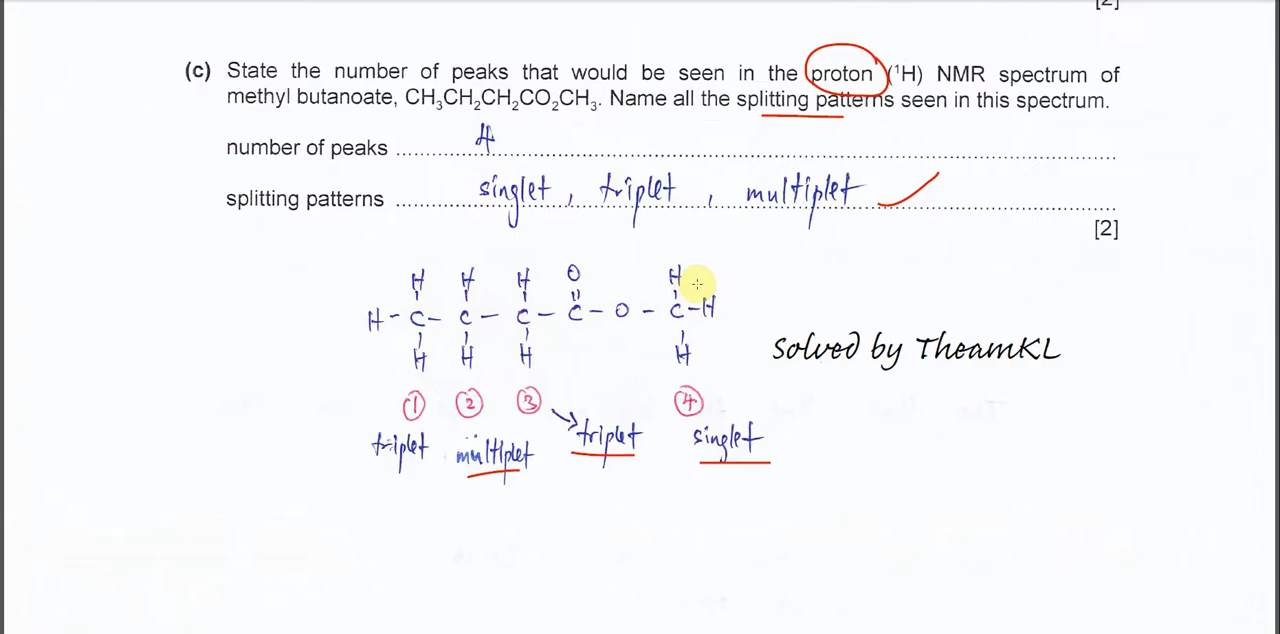 [2]
(c) State the number of peaks that would be seen in the proton (¹H) NMR spectrum of
methyl butanoate, CH₃CH₂CH₂CO₂CH₃. Name all the splitting patterns seen in this spectrum.
number of peaks 4
splitting patterns singlet, triplet, multiplet
[2]
H H H O H
H - C - C - C - C - O - C - H
H H H H
① ② ③ ④
triplet multiplet triplet singlet
Solved by TheamKL